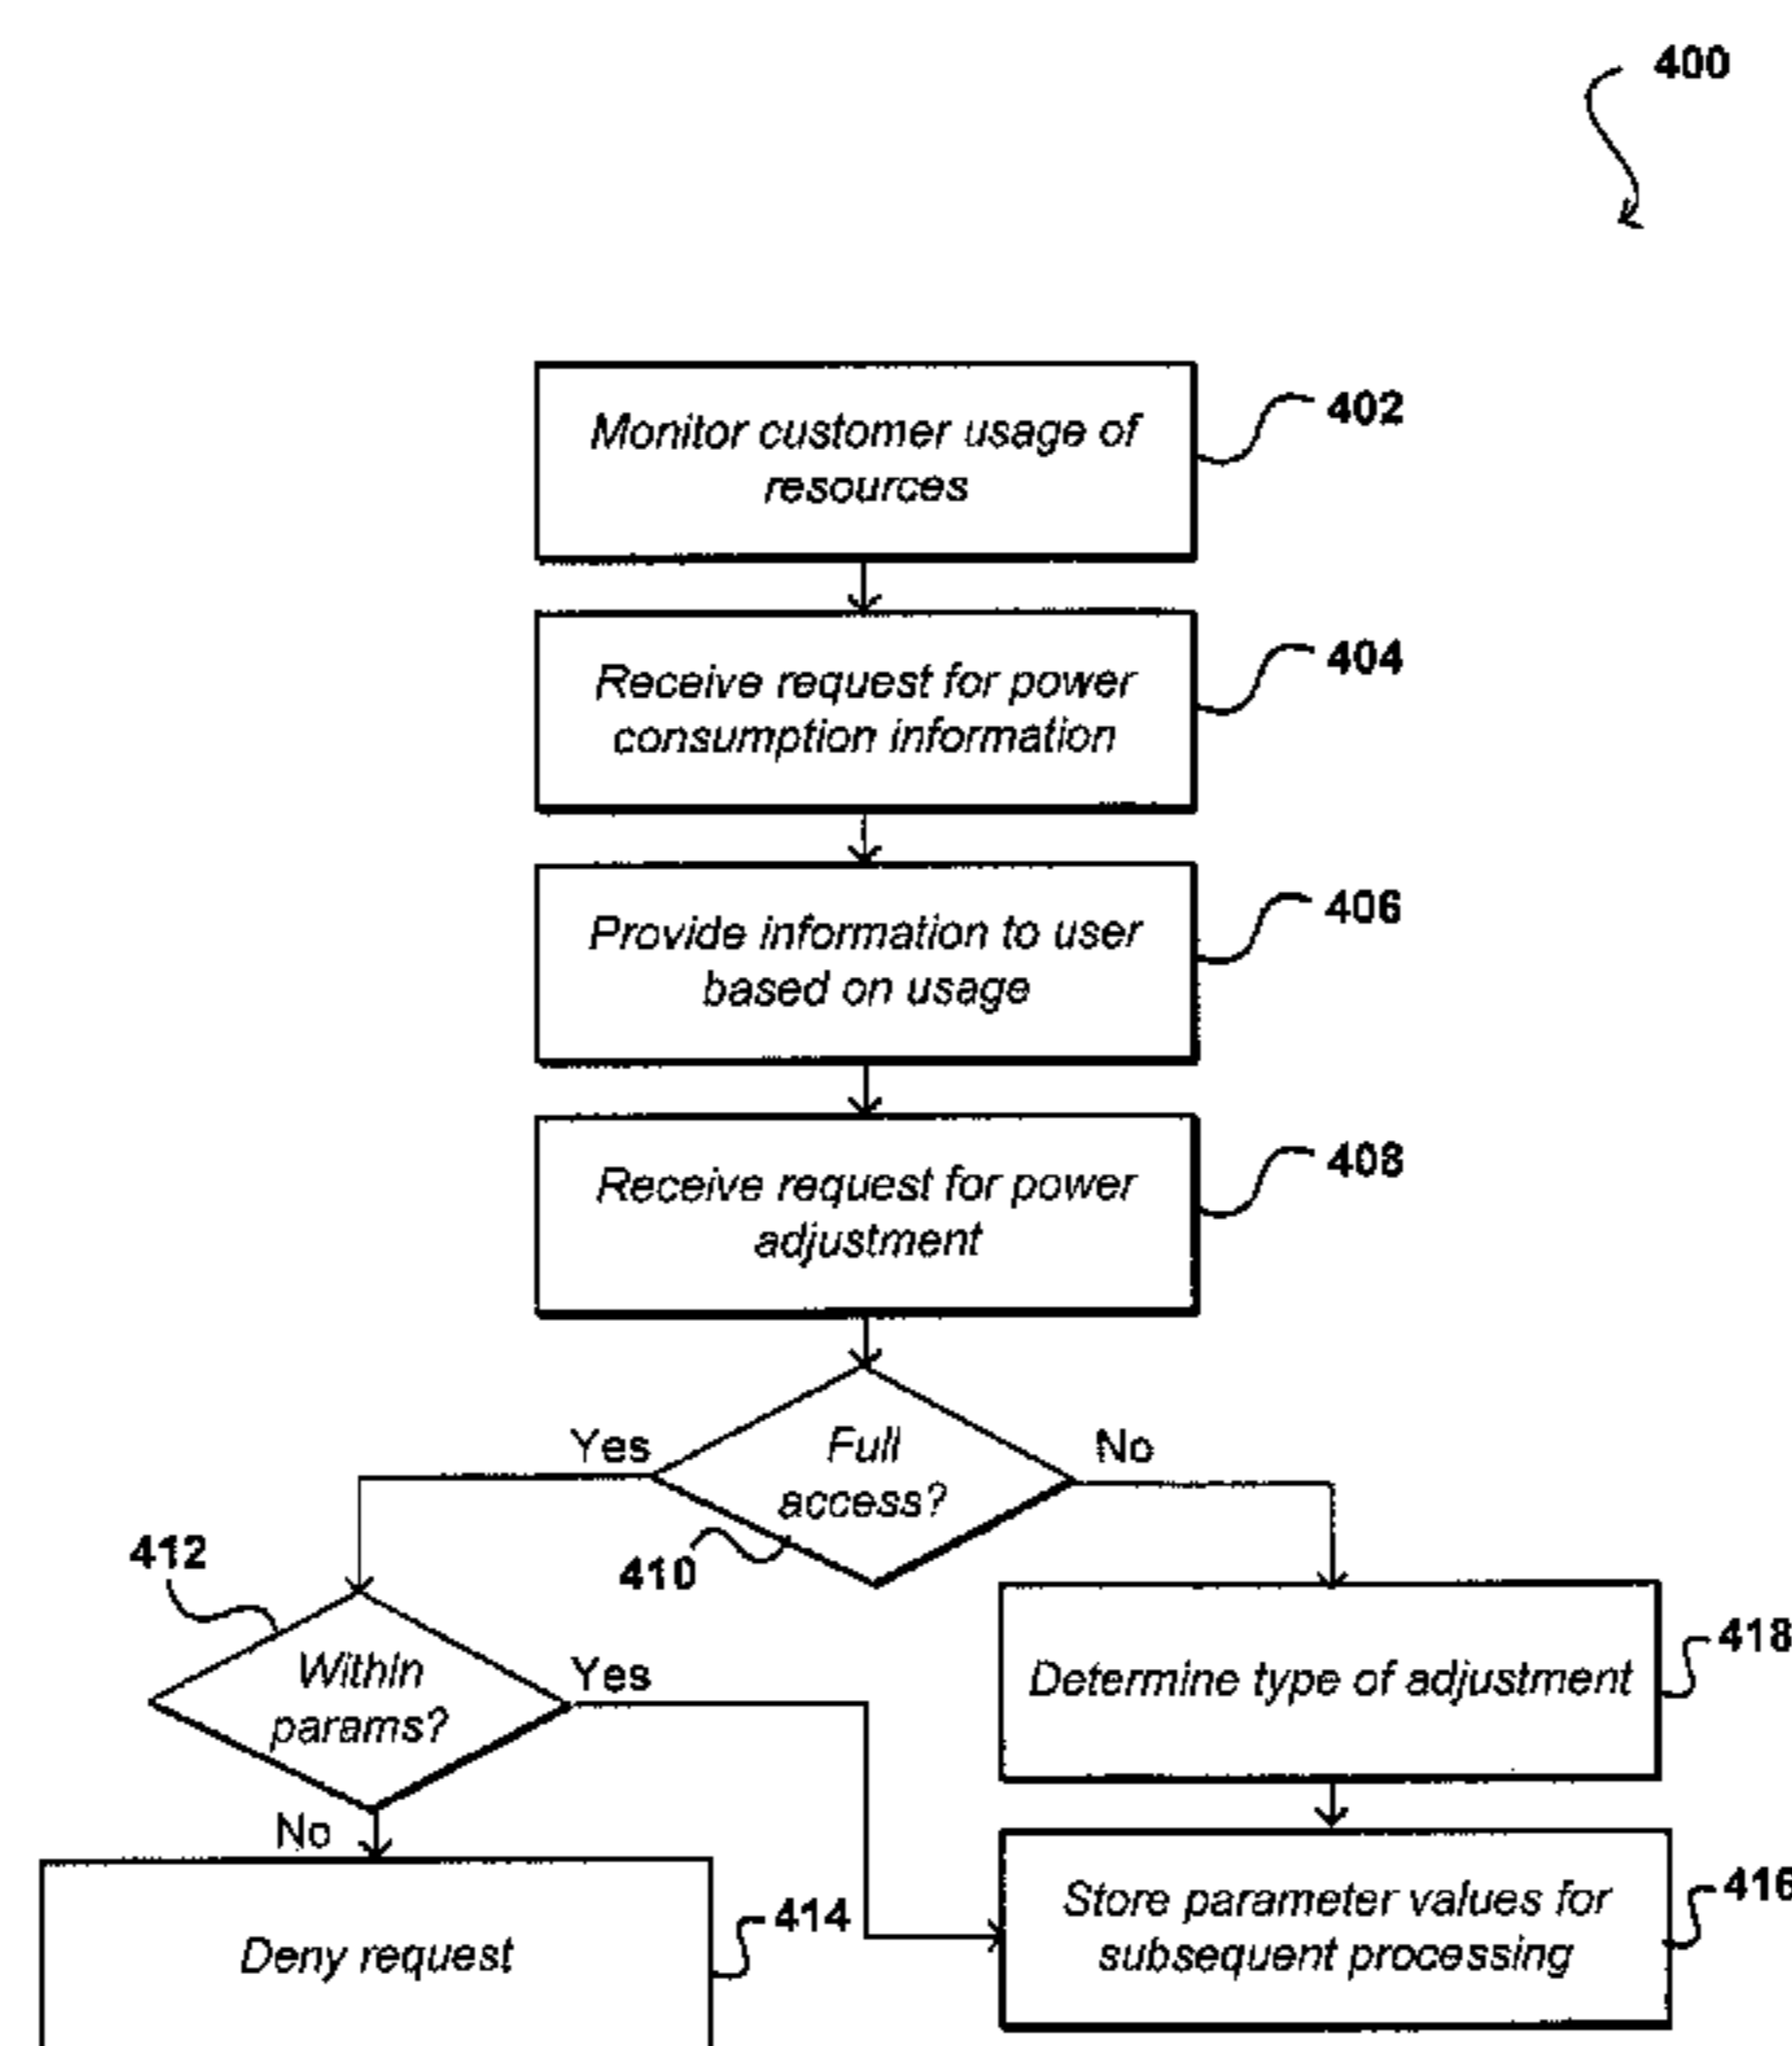 400
Monitor customer usage of
resources
402
Receive request for power
consumption information
404
Provide information to user
based on usage
406
Receive request for power
adjustment
408
Yes
Full
access?
No
410
412
Within
params?
Yes
No
Determine type of adjustment
418
Deny request
414
Store parameter values for
subsequent processing
416